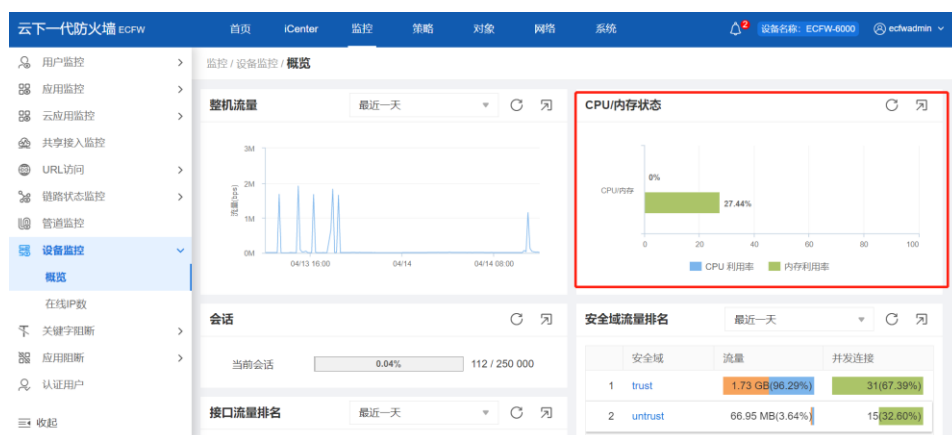 云下一代防火墙 ECFW 首页 iCenter 监控 策略 对象 网络 系统 2 设备名称: ECFW-6000 ecfwadmin
用户监控
应用监控
云应用监控
共享接入监控
URL访问
链路状态监控
管道监控
设备监控
概览
在线IP数
关键字阻断
应用阻断
认证用户
收起
监控 / 设备监控 / 概览
整机流量 最近一天
3M
2M
1M
0M
流量(bps)
04/13 16:00 04/14 04/14 08:00
CPU/内存状态
CPU/内存
0%
27.44%
0 20 40 60 80 100
CPU 利用率 内存利用率
会话
当前会话 0.04% 112 / 250 000
安全域流量排名 最近一天
安全域 流量 并发连接
1 trust 1.73 GB(96.29%) 31(67.39%)
2 untrust 66.95 MB(3.64%) 15(32.60%)
接口流量排名 最近一天